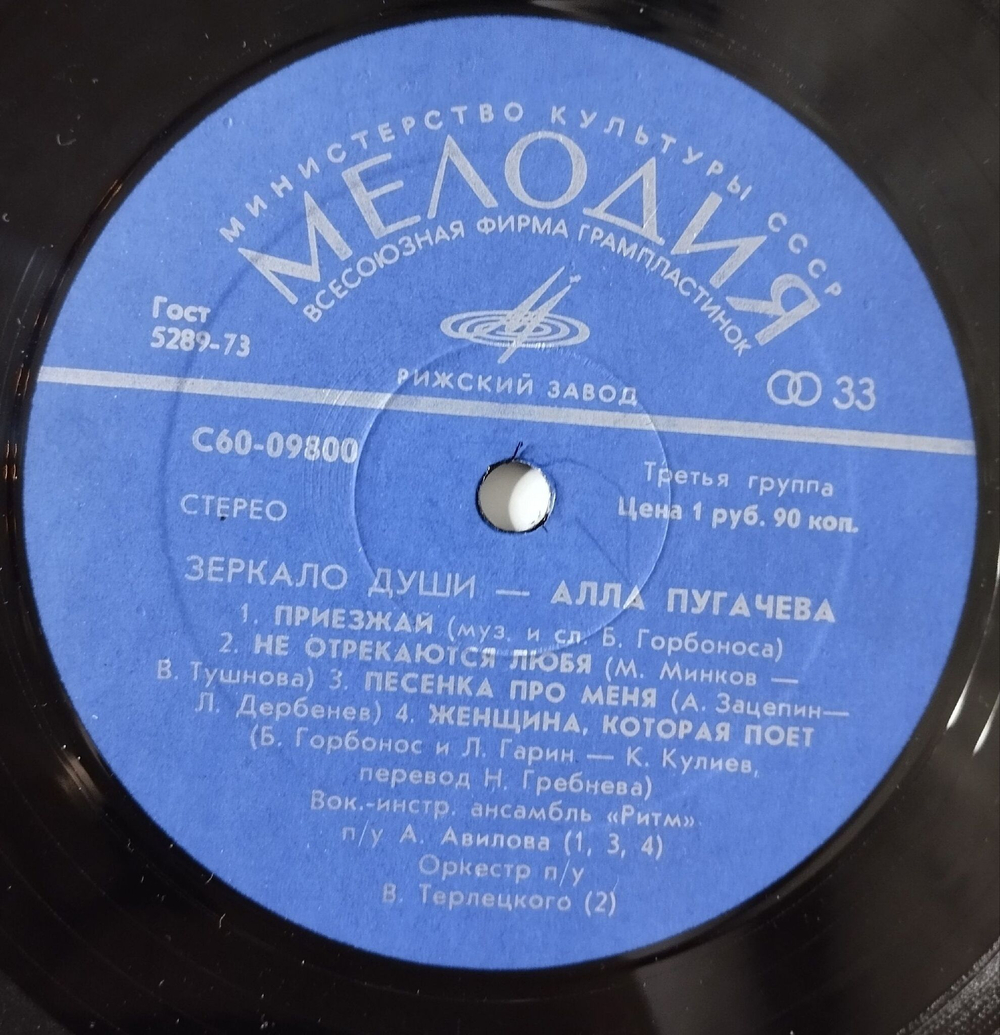 МИНИСТЕРСТВО КУЛЬТУРЫ СССР
МЕЛОДИЯ
ВСЕСОЮЗНАЯ ФИРМА ГРАМПЛАСТИНОК
Гост
5289-73
РИЖСКИЙ ЗАВОД
33
С60-09800
Третья группа
СТЕРЕО
Цена 1 руб. 90 коп.
ЗЕРКАЛО ДУШИ — АЛЛА ПУГАЧЕВА
1. ПРИЕЗЖАЙ (муз. и сл. Б. Горбоноса)
2. НЕ ОТРЕКАЮТСЯ ЛЮБЯ (М. Минков —
В. Тушнова) 3. ПЕСЕНКА ПРО МЕНЯ (А. Зацепин—
Л. Дербенев) 4. ЖЕНЩИНА, КОТОРАЯ ПОЕТ
(Б. Горбонос и Л. Гарин — К. Кулиев,
перевод Н. Гребнева)
Вок.-инстр. ансамбль «Ритм»
п/у А. Авилова (1, 3, 4)
Оркестр п/у
В. Терлецкого (2)